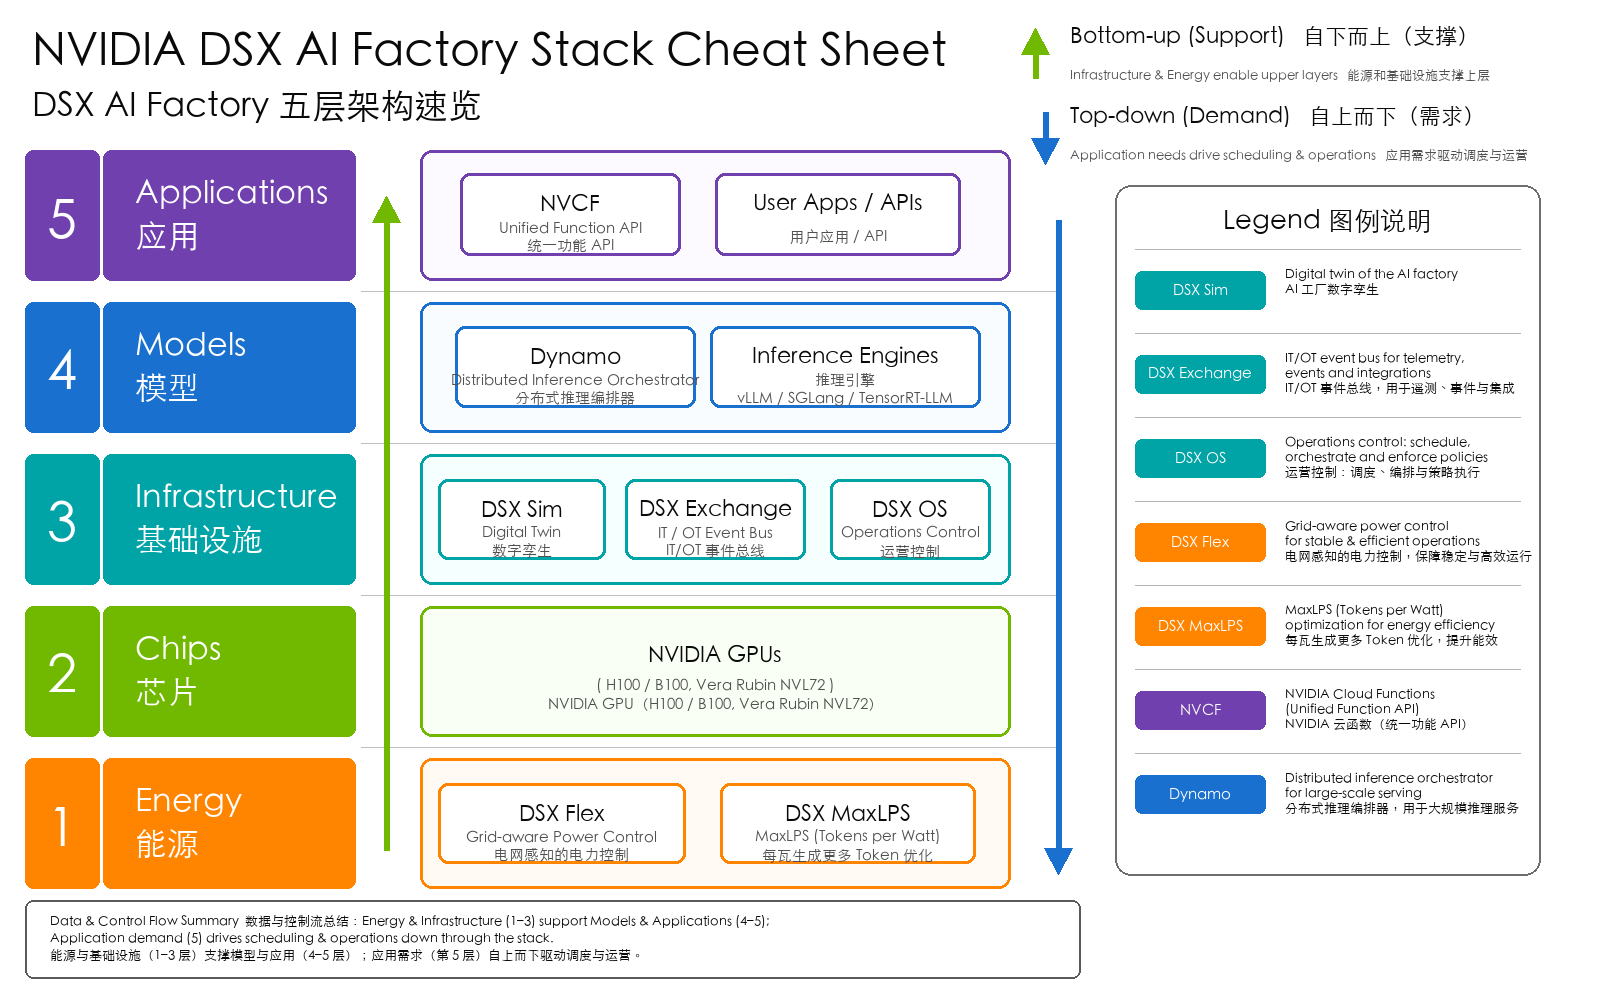 NVIDIA DSX AI Factory Stack Cheat Sheet
DSX AI Factory 五层架构速览
Bottom-up (Support) 自下而上（支撑）
Infrastructure & Energy enable upper layers 能源和基础设施支撑上层
Top-down (Demand) 自上而下（需求）
Application needs drive scheduling & operations 应用需求驱动调度与运营
5
Applications
应用
NVCF
Unified Function API
统一功能 API
User Apps / APIs
用户应用 / API
4
Models
模型
Dynamo
Distributed Inference Orchestrator
分布式推理编排器
Inference Engines
推理引擎
vLLM / SGLang / TensorRT-LLM
3
Infrastructure
基础设施
DSX Sim
Digital Twin
数字孪生
DSX Exchange
IT / OT Event Bus
IT/OT 事件总线
DSX OS
Operations Control
运营控制
2
Chips
芯片
NVIDIA GPUs
( H100 / B100, Vera Rubin NVL72 )
NVIDIA GPU（H100 / B100, Vera Rubin NVL72）
1
Energy
能源
DSX Flex
Grid-aware Power Control
电网感知的电力控制
DSX MaxLPS
MaxLPS (Tokens per Watt)
每瓦生成更多 Token 优化
Legend 图例说明
DSX Sim
Digital twin of the AI factory
AI 工厂数字孪生
DSX Exchange
IT/OT event bus for telemetry,
events and integrations
IT/OT 事件总线，用于遥测、事件与集成
DSX OS
Operations control: schedule,
orchestrate and enforce policies
运营控制：调度、编排与策略执行
DSX Flex
Grid-aware power control
for stable & efficient operations
电网感知的电力控制，保障稳定与高效运行
DSX MaxLPS
MaxLPS (Tokens per Watt)
optimization for energy efficiency
每瓦生成更多 Token 优化，提升能效
NVCF
NVIDIA Cloud Functions
(Unified Function API)
NVIDIA 云函数（统一功能 API）
Dynamo
Distributed inference orchestrator
for large-scale serving
分布式推理编排器，用于大规模推理服务
Data & Control Flow Summary 数据与控制流总结：Energy & Infrastructure (1–3) support Models & Applications (4–5);
Application demand (5) drives scheduling & operations down through the stack.
能源与基础设施（1–3 层）支撑模型与应用（4–5 层）；应用需求（第 5 层）自上而下驱动调度与运营。